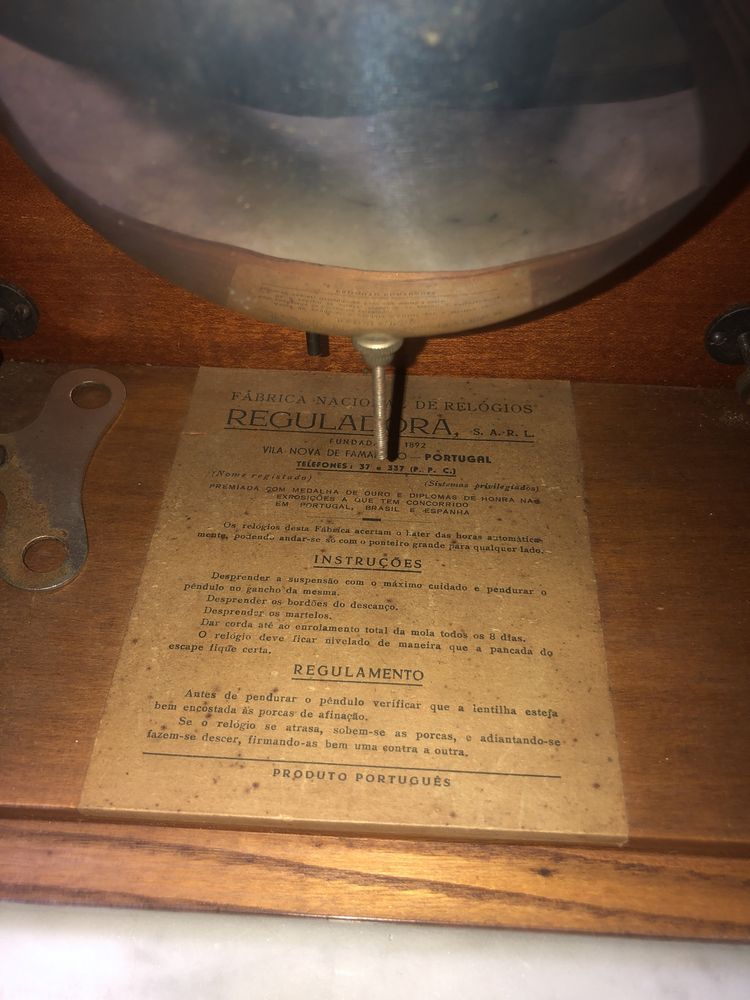 FÁBRICA NACIONAL DE RELÓGIOS
REGULADORA, S. A. R. L.
FUNDADA 1892
VILA NOVA DE FAMALICÃO — PORTUGAL
TELEFONES: 37 e 337 (P. P. C.)
(Nome registado) (Sistemas privilegiados)
PREMIADA COM MEDALHA DE OURO E DIPLOMAS DE HONRA NAS
EXPOSIÇÕES A QUE TEM CONCORRIDO
EM PORTUGAL, BRASIL E ESPANHA
Os relógios desta Fábrica acertam o bater das horas automàtica-
mente, podendo andar-se só com o ponteiro grande para qualquer lado.
INSTRUÇÕES
Desprender a suspensão com o máximo cuidado e pendurar o
pêndulo no gancho da mesma.
Desprender os bordões do descanço.
Desprender os martelos.
Dar corda até ao enrolamento total da mola todos os 8 dias.
O relógio deve ficar nivelado de maneira que a pancada do
escape fique certa.
REGULAMENTO
Antes de pendurar o pêndulo verificar que a lentilha esteja
bem encostada às porcas de afinação.
Se o relógio se atrasa, sobem-se as porcas, e adiantando-se
fazem-se descer, firmando-as bem uma contra a outra.
PRODUTO PORTUGUÊS